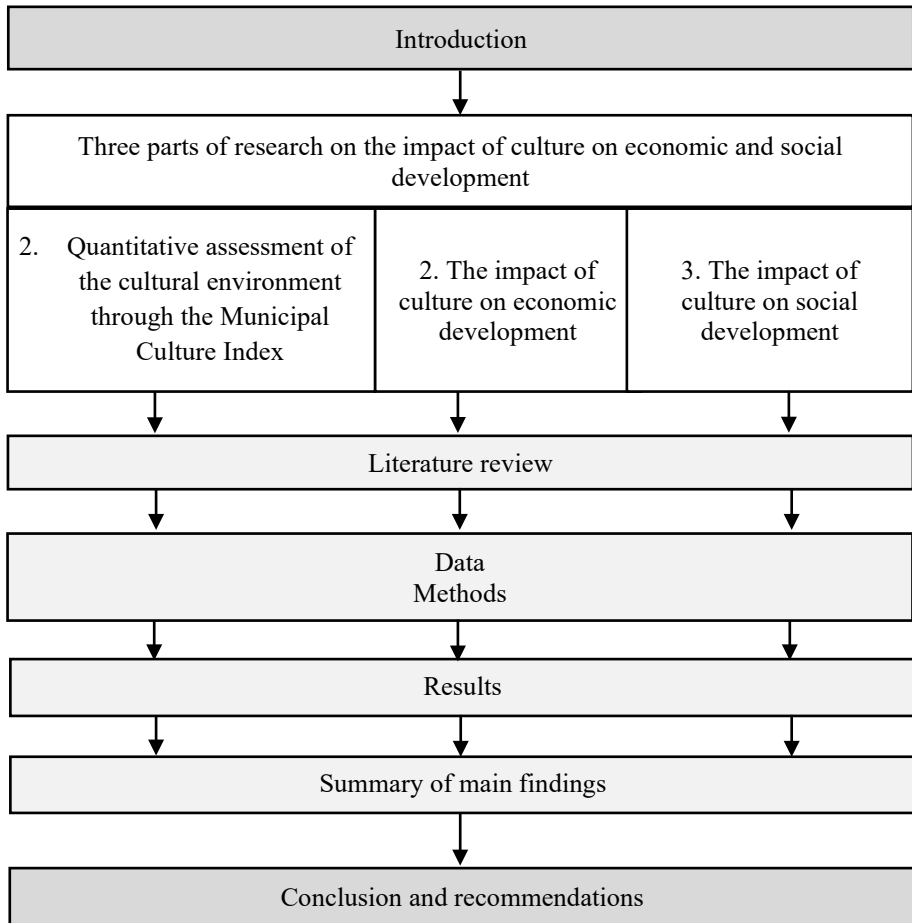 Introduction
Three parts of research on the impact of culture on economic and social
development
2. Quantitative assessment of
the cultural environment
through the Municipal
Culture Index
2. The impact of
culture on economic
development
3. The impact of
culture on social
development
Literature review
Data
Methods
Results
Summary of main findings
Conclusion and recommendations